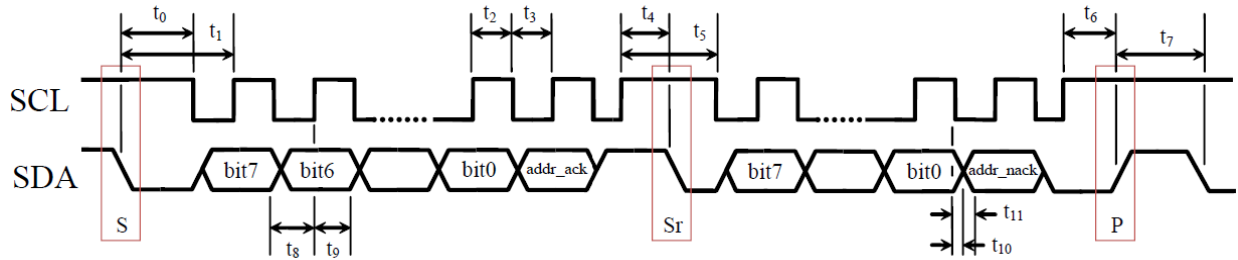 t₀ t₁ t₂ t₃ t₄ t₅ t₆ t₇
SCL
SDA bit7 bit6 bit0 addr_ack bit7 bit0 addr_nack
S t₈ t₉ Sr t₁₁ t₁₀ P